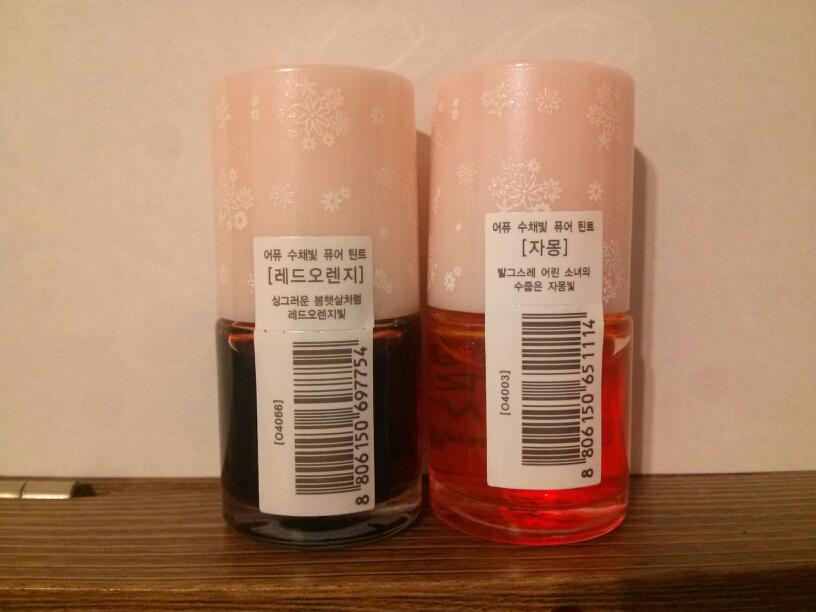 어퓨 수채빛 퓨어 틴트
[레드오렌지]
싱그러운 봄햇살처럼
레드오렌지빛
[04066]
8 806150 697754
어퓨 수채빛 퓨어 틴트
[자몽]
발그스레 어린 소녀의
수줍은 자몽빛
[04003]
8 806150 651114